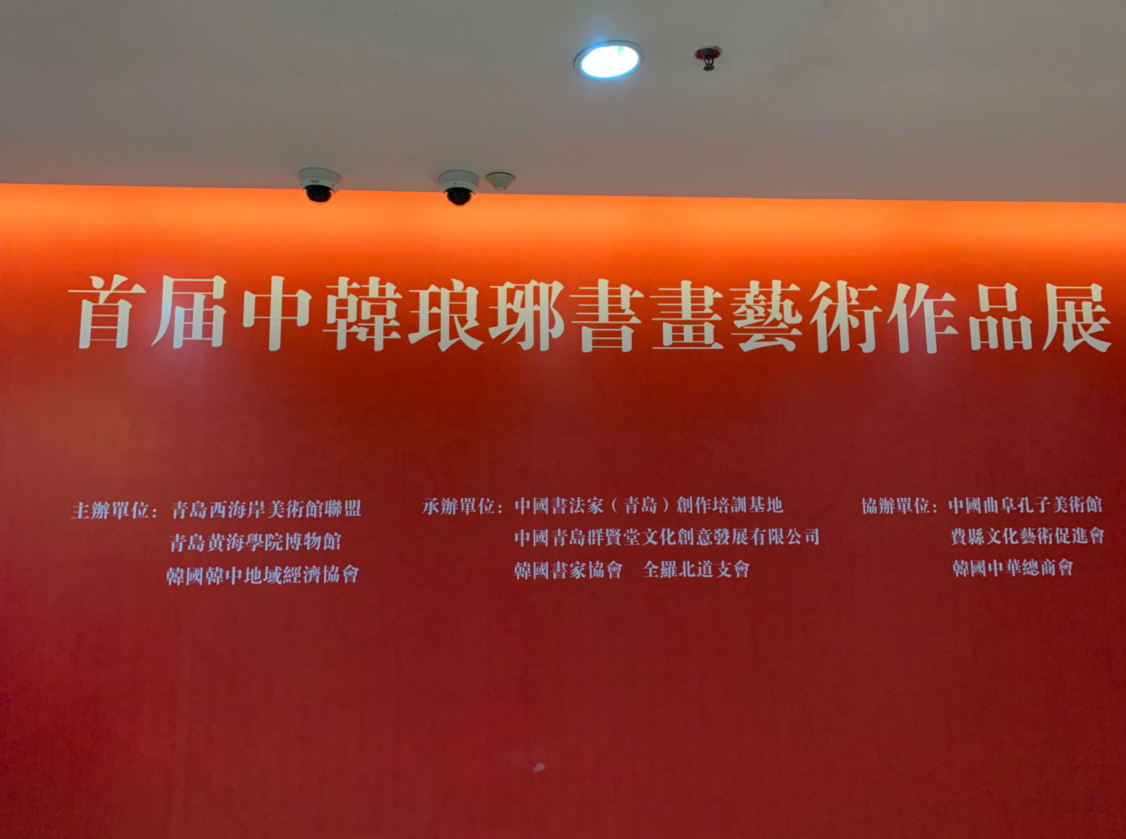 首届中韓琅琊書畫藝術作品展
主辦單位：青島西海岸美術館聯盟
青島黄海學院博物館
韓國韓中地域經濟協會
承辦單位：中國書法家（青島）創作培訓基地
中國青島群賢堂文化創意發展有限公司
韓國書家協會　全羅北道支會
協辦單位：中國曲阜孔子美術館
費縣文化藝術促進會
韓國中華總商會